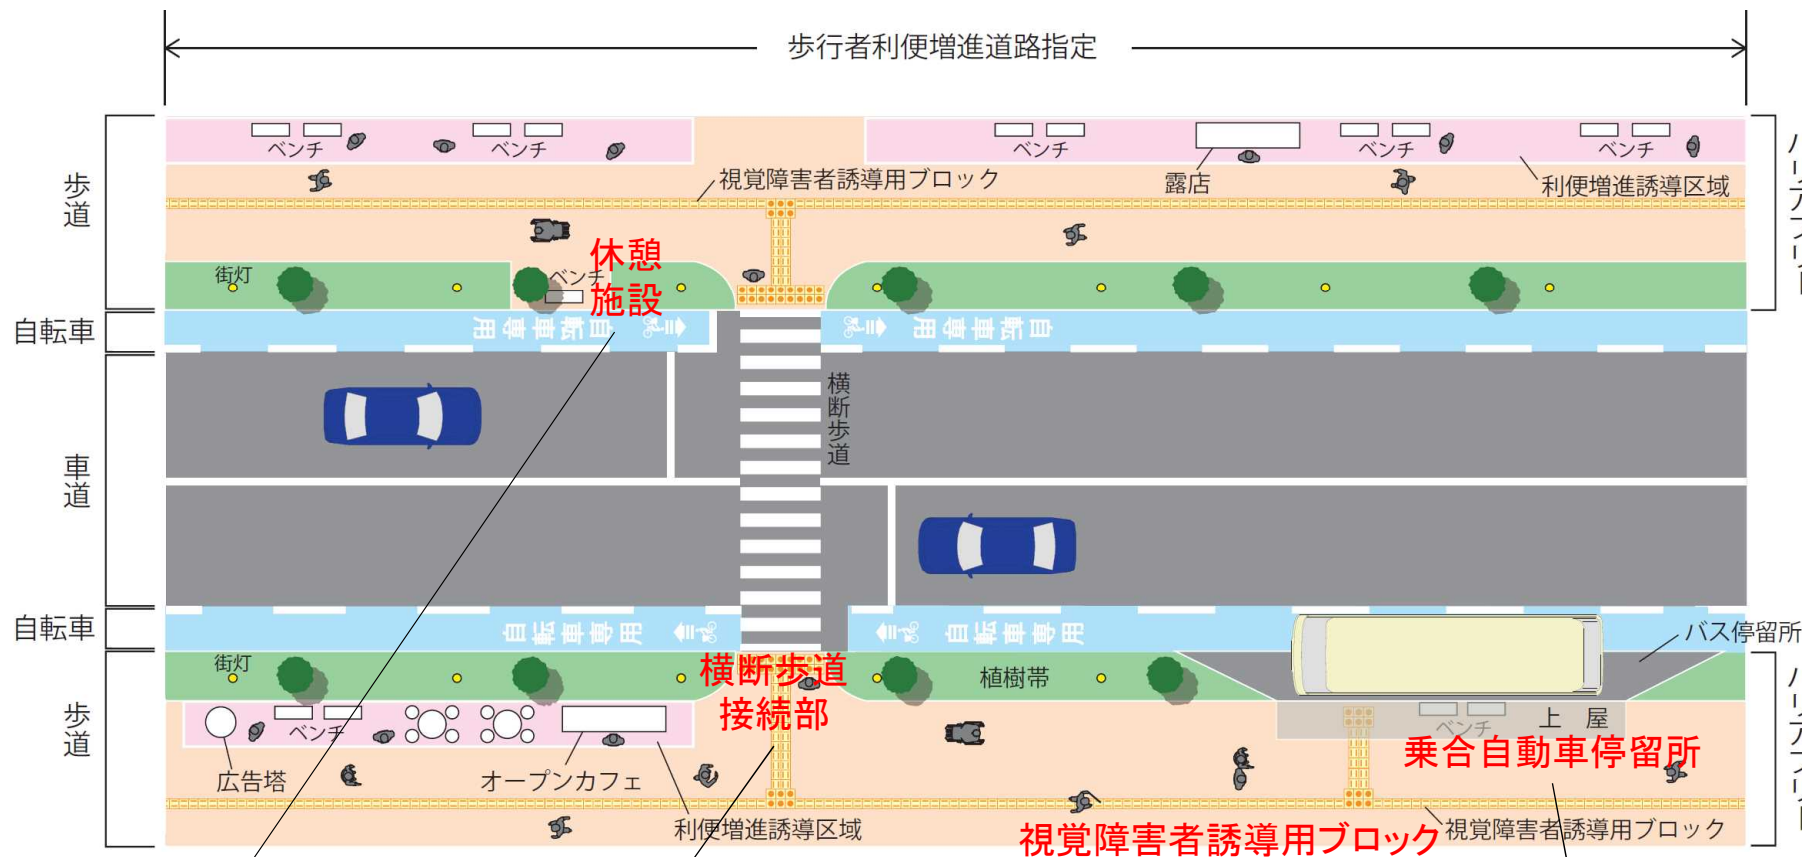 歩行者利便増進道路指定
歩道
ベンチ
ベンチ
ベンチ
露店
ベンチ
ベンチ
利便増進誘導区域
視覚障害者誘導用ブロック
街灯
ベンチ
休憩
施設
自転車
自転車専用
自転車専用
横断歩道
車道
自転車
自転車専用
自転車専用
バス停留所
歩道
街灯
横断歩道
接続部
植樹帯
ベンチ
上屋
ベンチ
乗合自動車停留所
広告塔
オープンカフェ
利便増進誘導区域
視覚障害者誘導用ブロック
視覚障害者誘導用ブロック